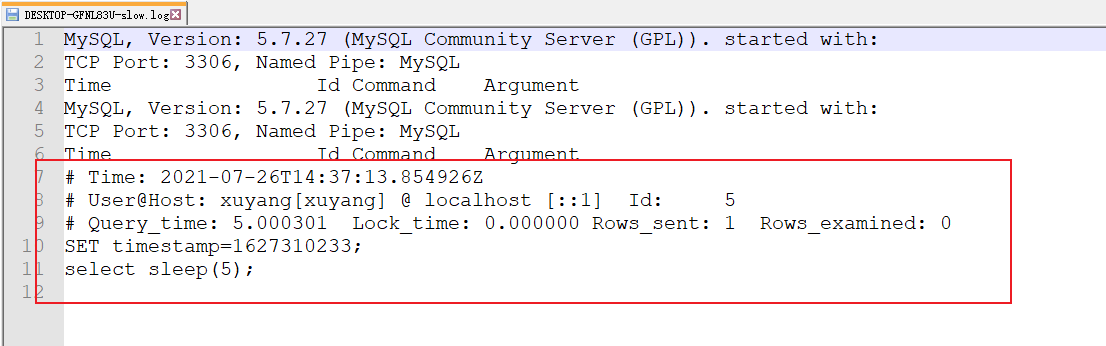 DESKTOP-GFNL83U-slow.log
1 MySQL, Version: 5.7.27 (MySQL Community Server (GPL)). started with:
2 TCP Port: 3306, Named Pipe: MySQL
3 Time                 Id Command    Argument
4 MySQL, Version: 5.7.27 (MySQL Community Server (GPL)). started with:
5 TCP Port: 3306, Named Pipe: MySQL
6 Time                 Id Command    Argument
7 # Time: 2021-07-26T14:37:13.854926Z
8 # User@Host: xuyang[xuyang] @ localhost [::1]  Id:     5
9 # Query_time: 5.000301  Lock_time: 0.000000 Rows_sent: 1  Rows_examined: 0
10 SET timestamp=1627310233;
11 select sleep(5);
12